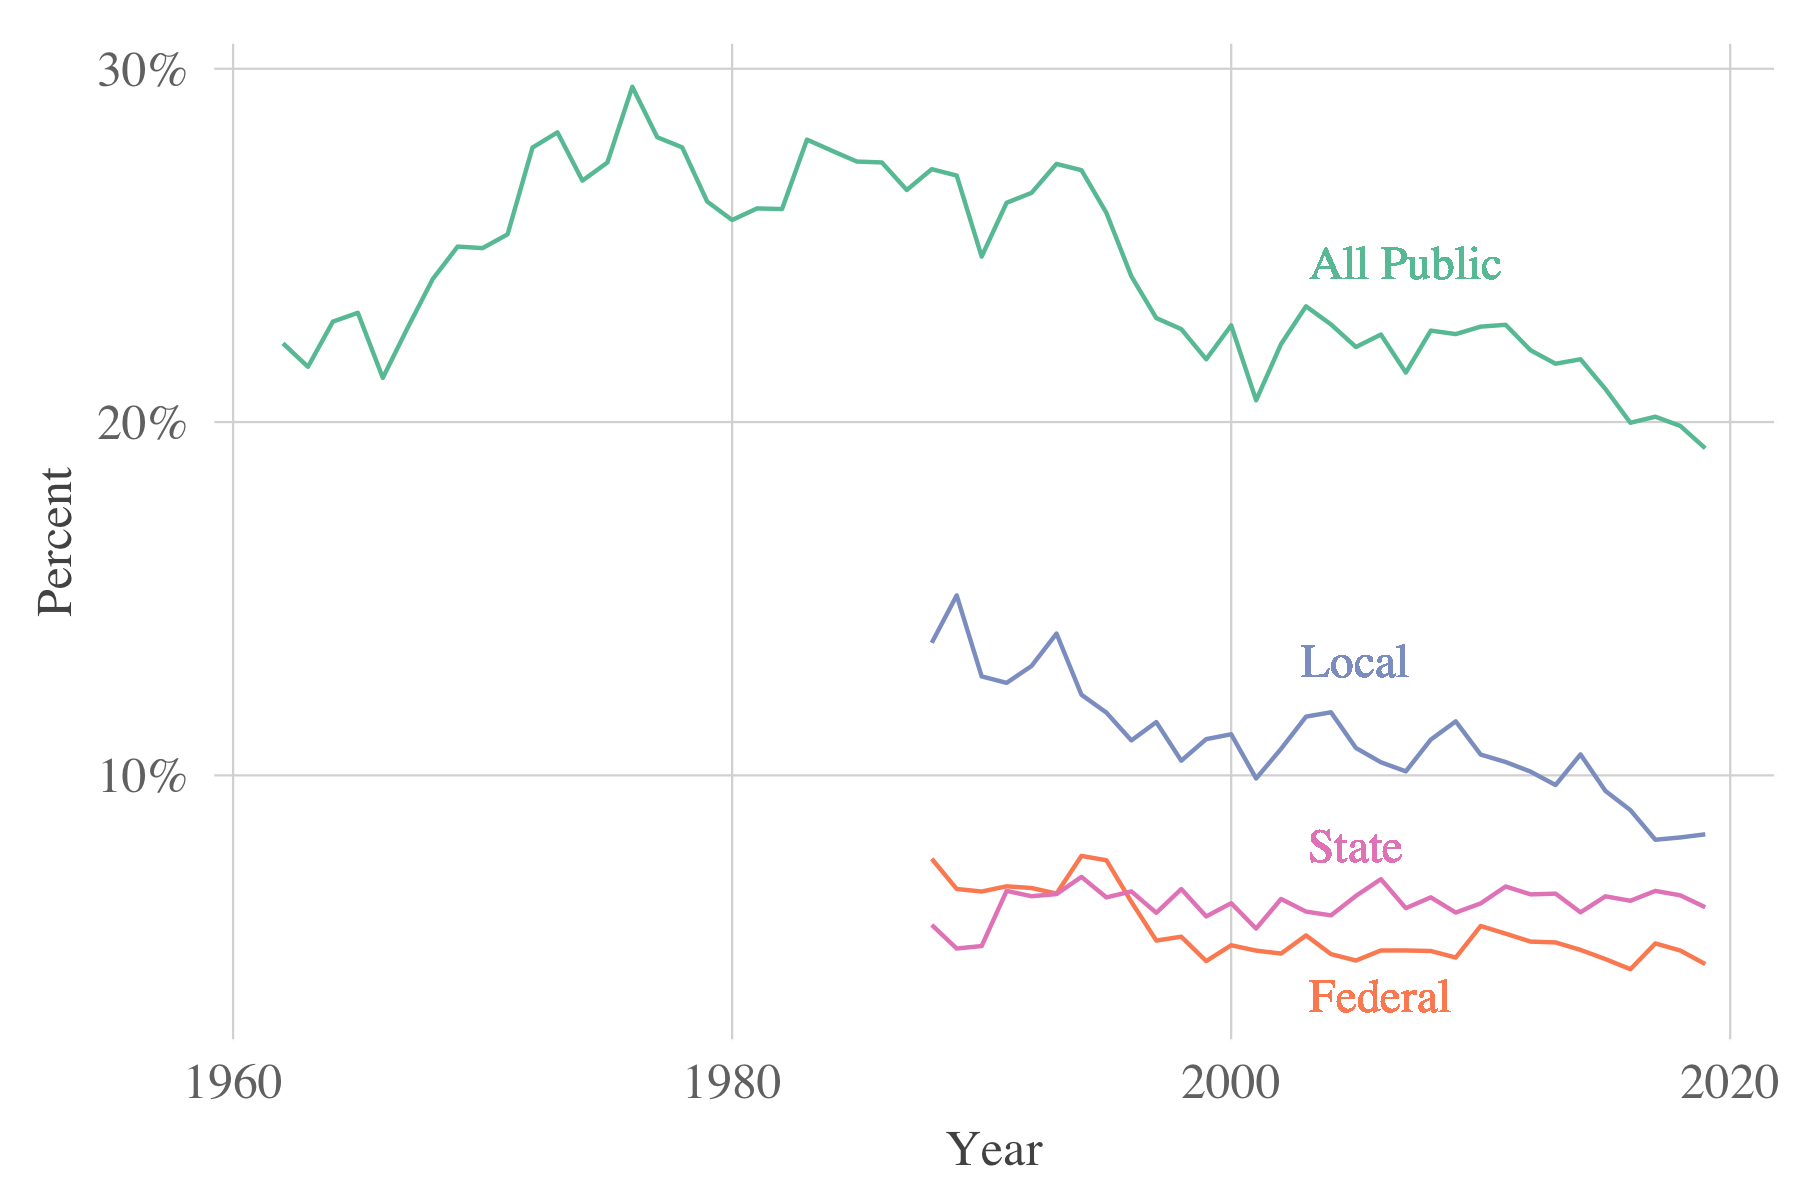 30%
All Public
20%
Percent
Local
10%
State
Federal
1960 1980 2000 2020
Year